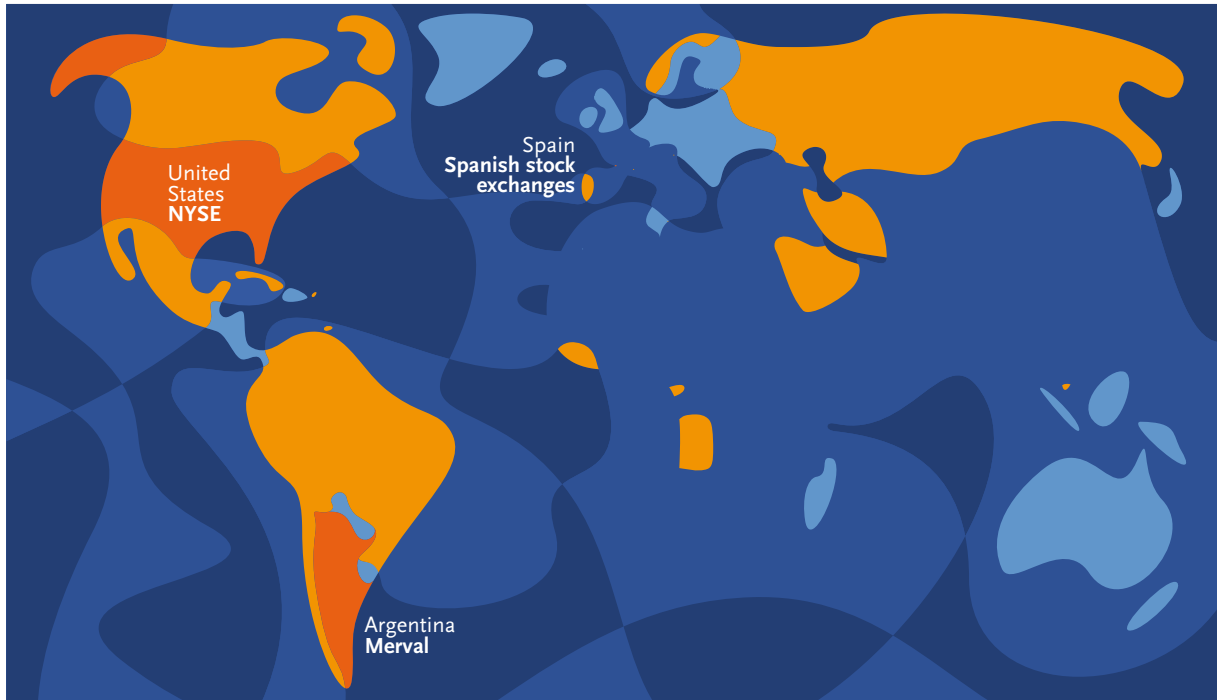 United
States
NYSE
Spain
Spanish stock
exchanges
Argentina
Merval